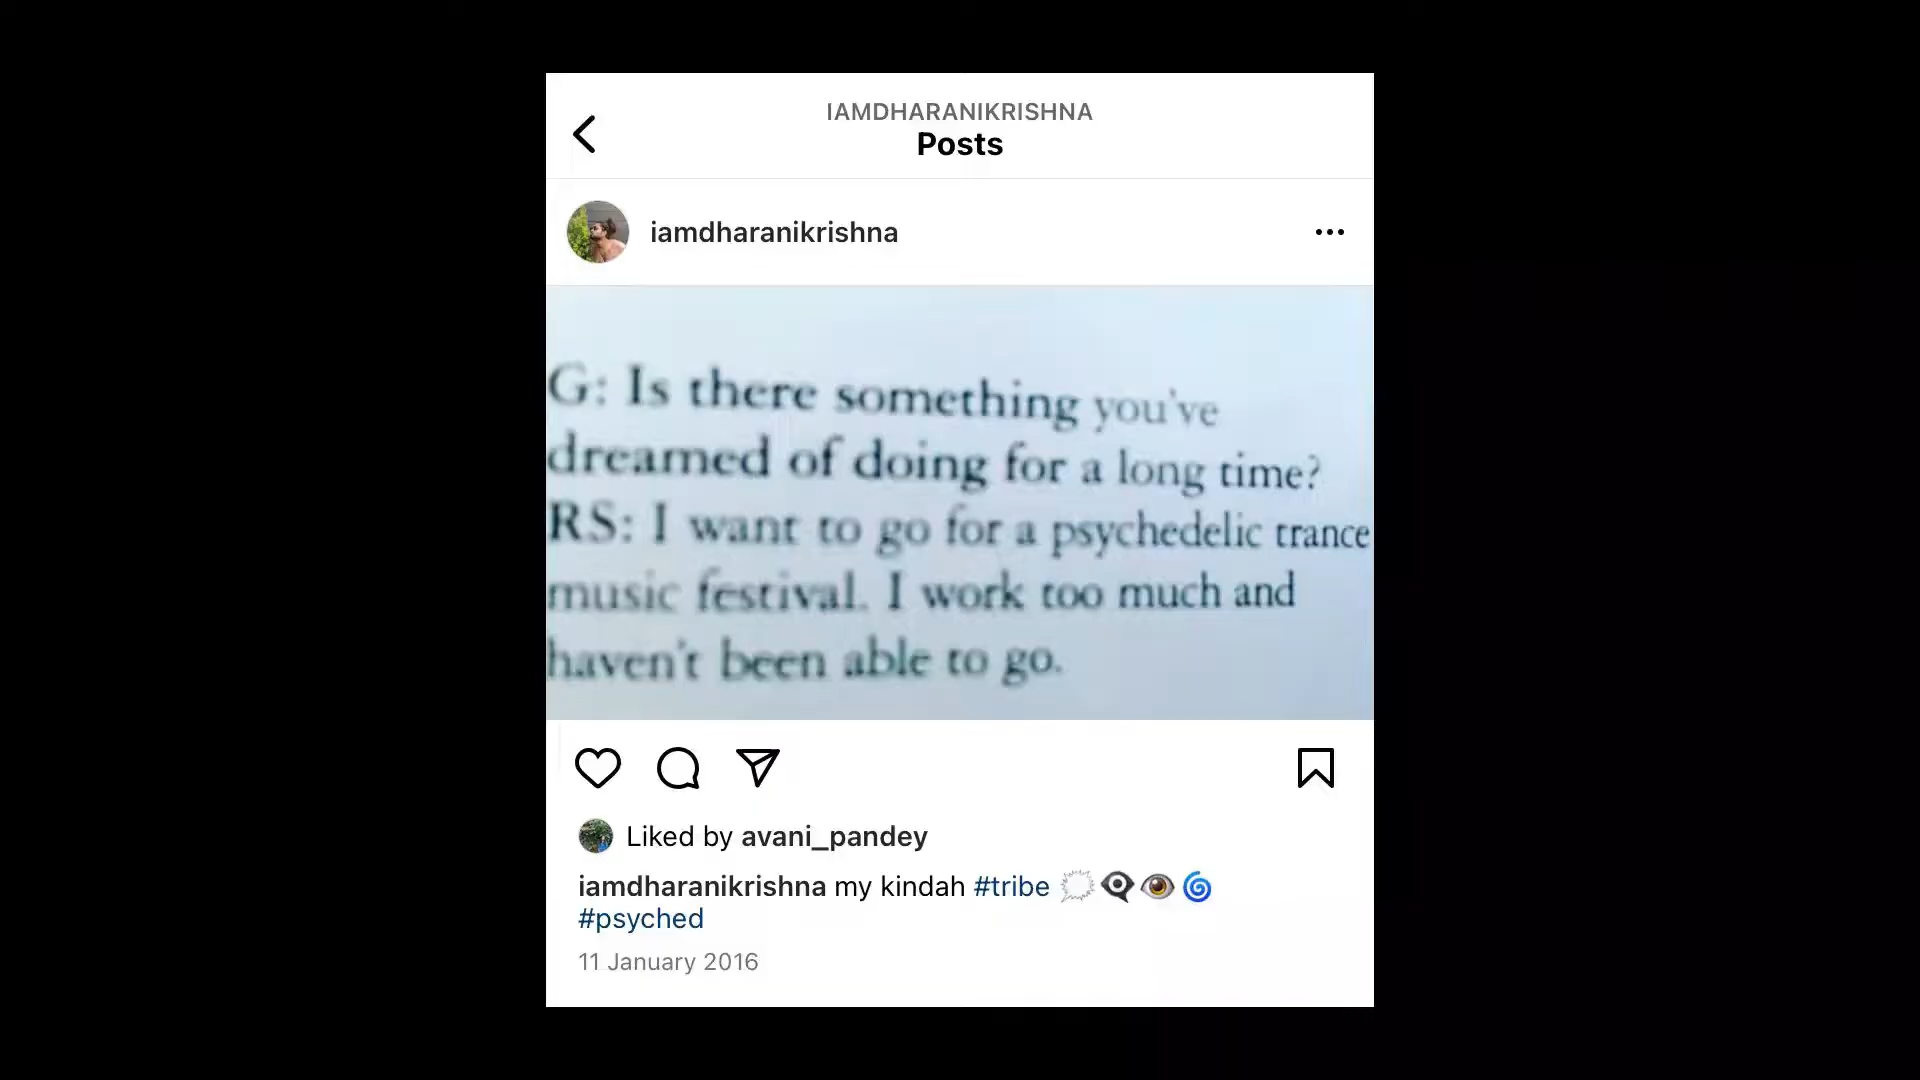 IAMDHARANIKRISHNA
Posts
iamdharanikrishna
G: Is there something you've
dreamed of doing for a long time?
RS: I want to go for a psychedelic trance
music festival. I work too much and
haven't been able to go.
Liked by avani_pandey
iamdharanikrishna my kindah #tribe 🗯👁‍🗨👁🌀
#psyched
11 January 2016